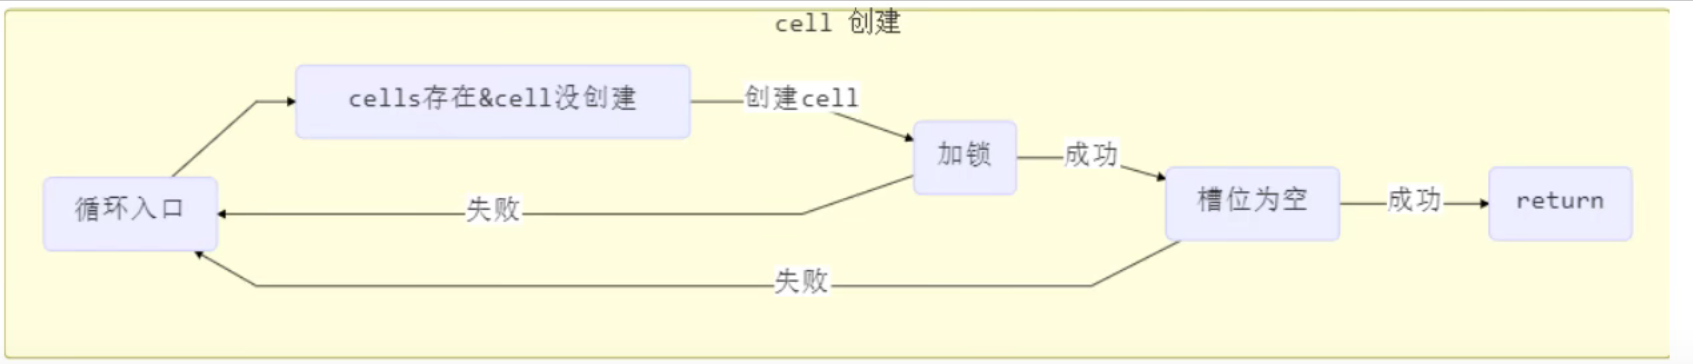 cell 创建
cells存在&cell没创建
创建cell
加锁
成功
循环入口
失败
槽位为空
成功
return
失败